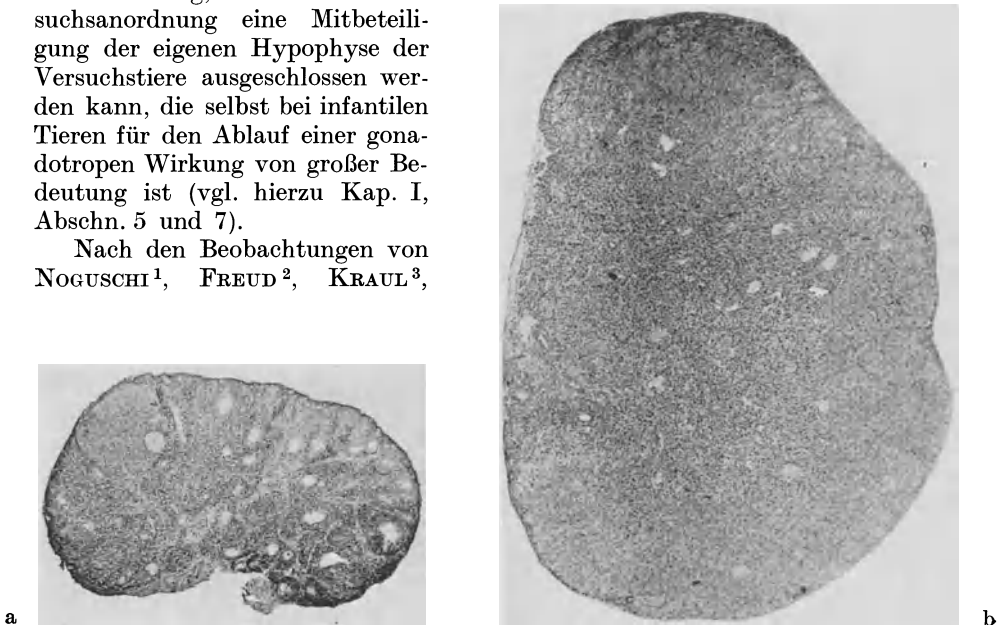 suchsanordnung eine Mitbeteili-
gung der eigenen Hypophyse der
Versuchstiere ausgeschlossen wer-
den kann, die selbst bei infantilen
Tieren für den Ablauf einer gona-
dotropen Wirkung von großer Be-
deutung ist (vgl. hierzu Kap. I,
Abschn. 5 und 7).
Nach den Beobachtungen von
NOGUSCHI¹, FREUD², KRAUL³,
a
b